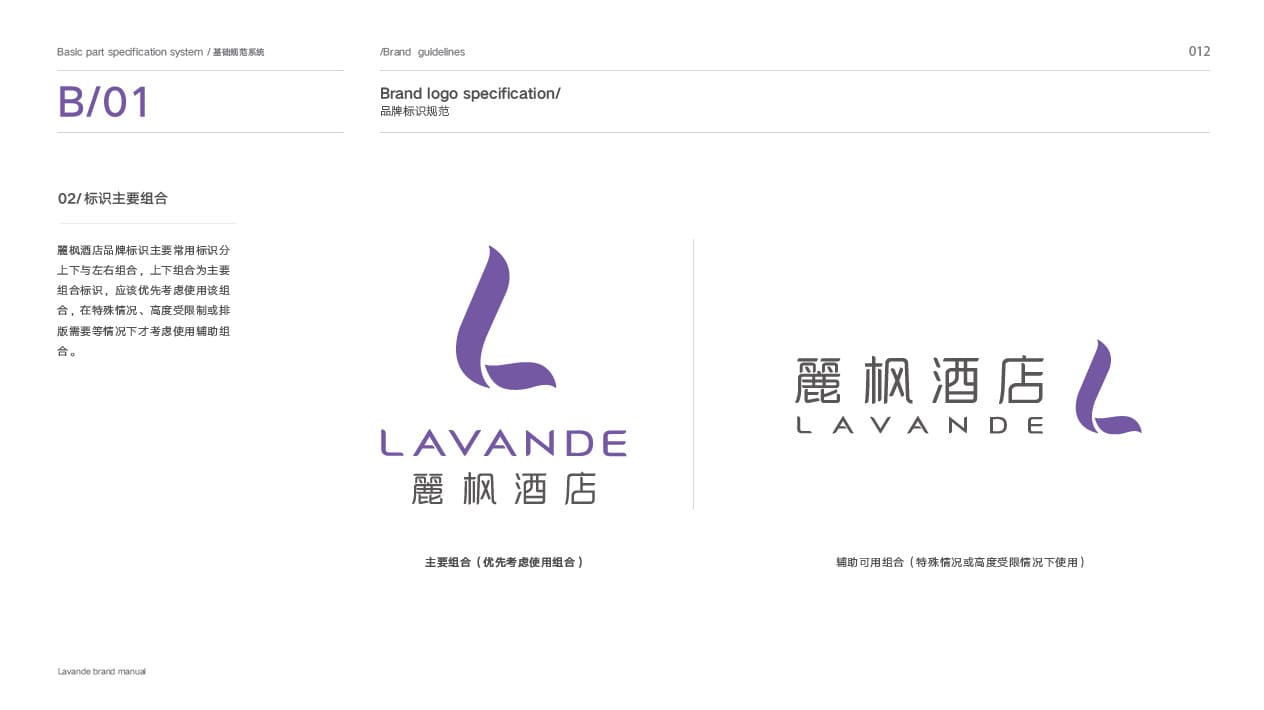 Basic part specification system / 基础规范系统
/Brand guidelines
012
B/01
Brand logo specification/
品牌标识规范
02/标识主要组合
麗枫酒店品牌标识主要常用标识分
上下与左右组合，上下组合为主要
组合标识，应该优先考虑使用该组
合，在特殊情况、高度受限制或排
版需要等情况下才考虑使用辅助组
合。
LAVANDE
麗枫酒店
主要组合（优先考虑使用组合）
麗枫酒店
LAVANDE
辅助可用组合（特殊情况或高度受限情况下使用）
Lavande brand manual